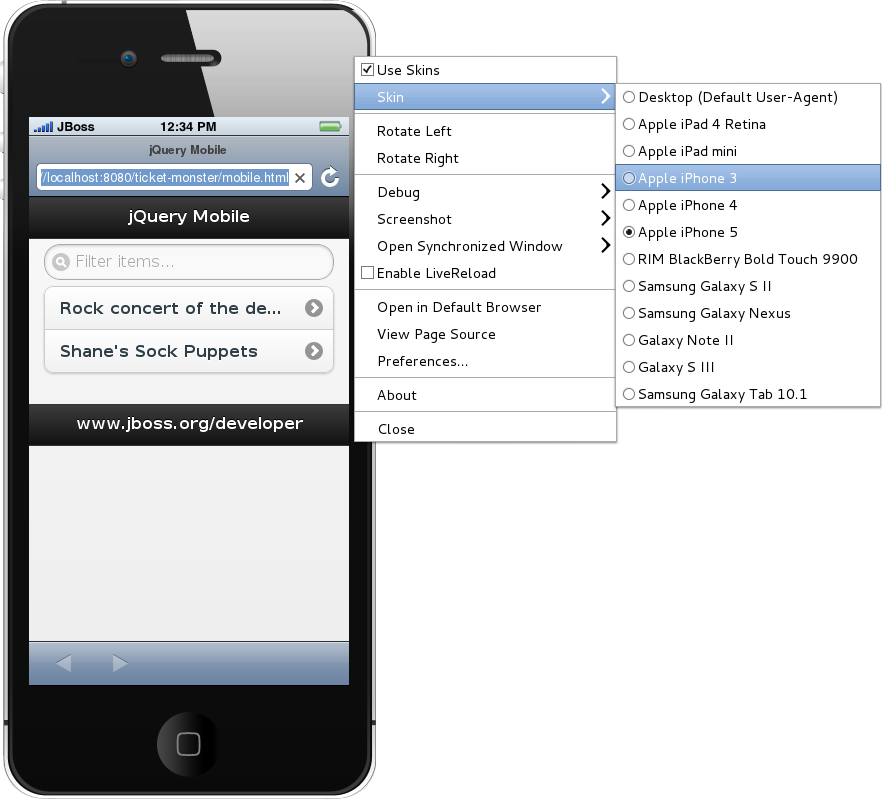 JBoss 12:34 PM
jQuery Mobile
//localhost:8080/ticket-monster/mobile.html
jQuery Mobile
Filter items...
Rock concert of the de...
Shane's Sock Puppets
www.jboss.org/developer
Use Skins
Skin
Rotate Left
Rotate Right
Debug
Screenshot
Open Synchronized Window
Enable LiveReload
Open in Default Browser
View Page Source
Preferences...
About
Close
Desktop (Default User-Agent)
Apple iPad 4 Retina
Apple iPad mini
Apple iPhone 3
Apple iPhone 4
Apple iPhone 5
RIM BlackBerry Bold Touch 9900
Samsung Galaxy S II
Samsung Galaxy Nexus
Galaxy Note II
Galaxy S III
Samsung Galaxy Tab 10.1